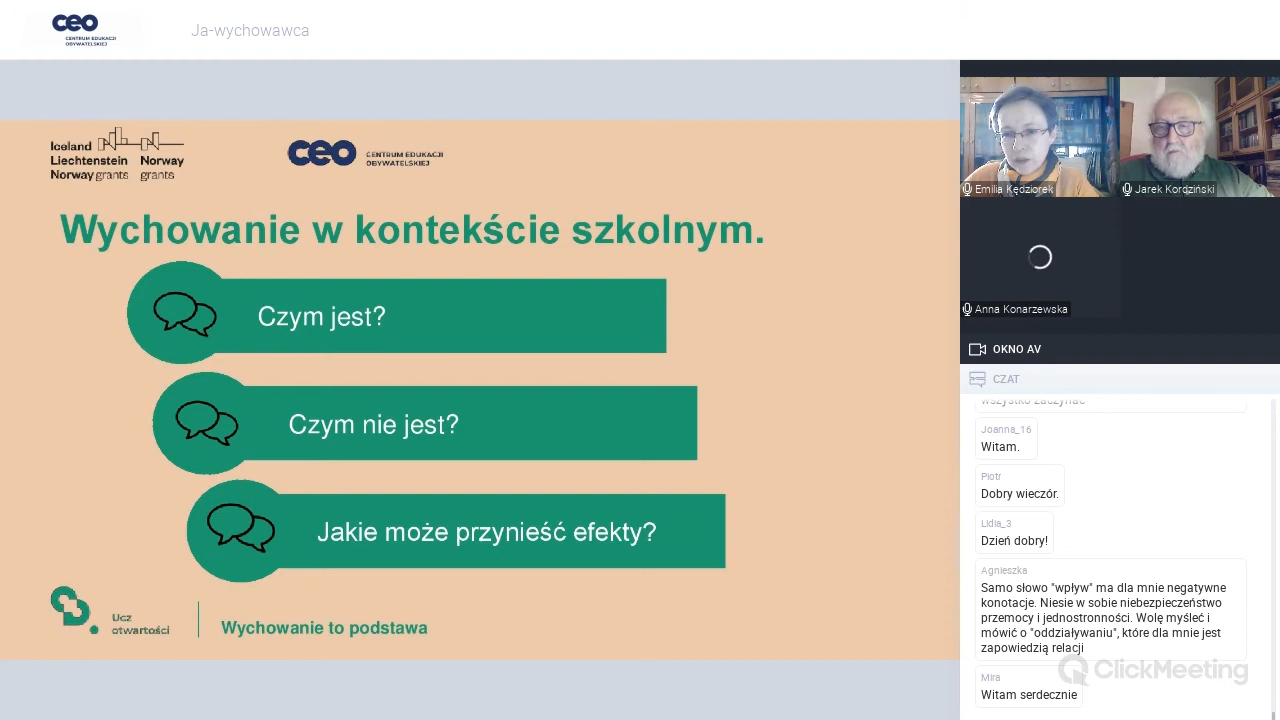 ceo
CENTRUM EDUKACJI
OBYWATELSKIEJ
Ja-wychowawca
Iceland
Liechtenstein
Norway grants
Norway
grants
ceo
CENTRUM EDUKACJI
OBYWATELSKIEJ
Wychowanie w kontekście szkolnym.
Czym jest?
Czym nie jest?
Jakie może przynieść efekty?
Ucz
otwartości
Wychowanie to podstawa
Emilia Kędziorek
Jarek Kordziński
Anna Konarzewska
OKNO AV
CZAT
wszystko zaczynać
Joanna_16
Witam.
Piotr
Dobry wieczór.
Lidia_3
Dzień dobry!
Agnieszka
Samo słowo "wpływ" ma dla mnie negatywne
konotacje. Niesie w sobie niebezpieczeństwo
przemocy i jednostronności. Wolę myśleć i
mówić o "oddziaływaniu", które dla mnie jest
zapowiedzią relacji
Mira
Witam serdecznie
ClickMeeting